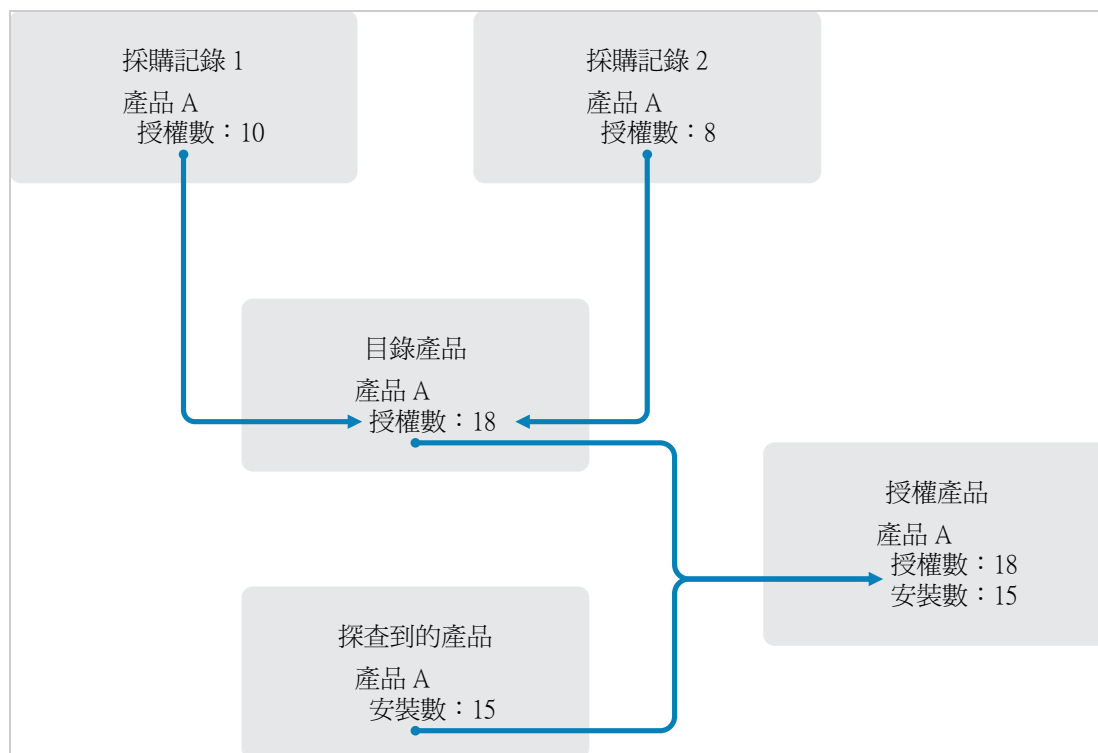 採購記錄 1
產品 A
授權數：10
採購記錄 2
產品 A
授權數：8
目錄產品
產品 A
授權數：18
授權產品
產品 A
授權數：18
安裝數：15
探查到的產品
產品 A
安裝數：15